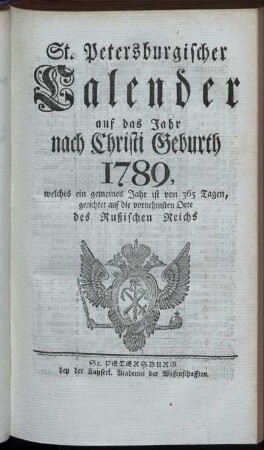 St. Petersburgischer
Calender
auf das Jahr
nach Christi Geburth
1789,
welches ein gemeines Jahr ist von 365 Tagen,
gerichtet auf die vornehmsten Orte
des Rußischen Reichs
St. PETERSBURG
bey der Kayserl. Academie der Wißenschafften.